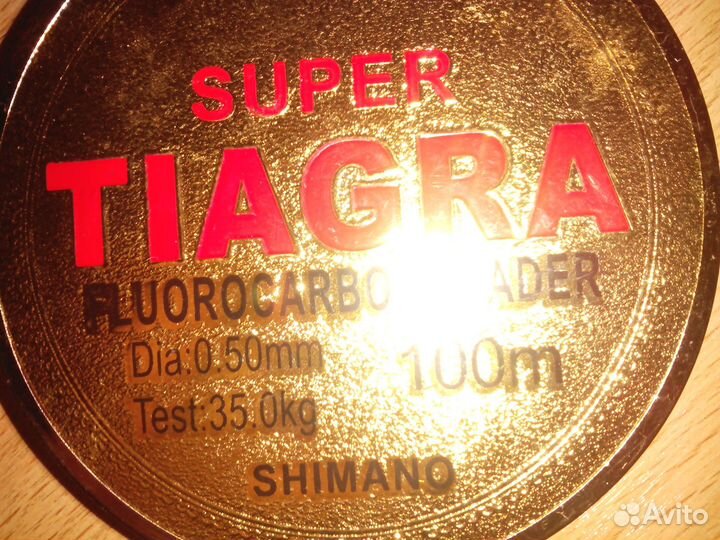 SUPER
TIAGRA
FLUOROCARBO ADER
Dia:0.50mm 100m
Test:35.0kg
SHIMANO
Avito